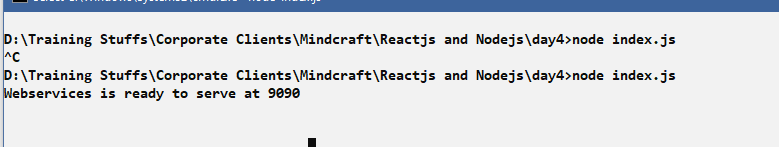 D:\Training Stuffs\Corporate Clients\Mindcraft\Reactjs and Nodejs\day4>node index.js
^C
D:\Training Stuffs\Corporate Clients\Mindcraft\Reactjs and Nodejs\day4>node index.js
Webservices is ready to serve at 9090